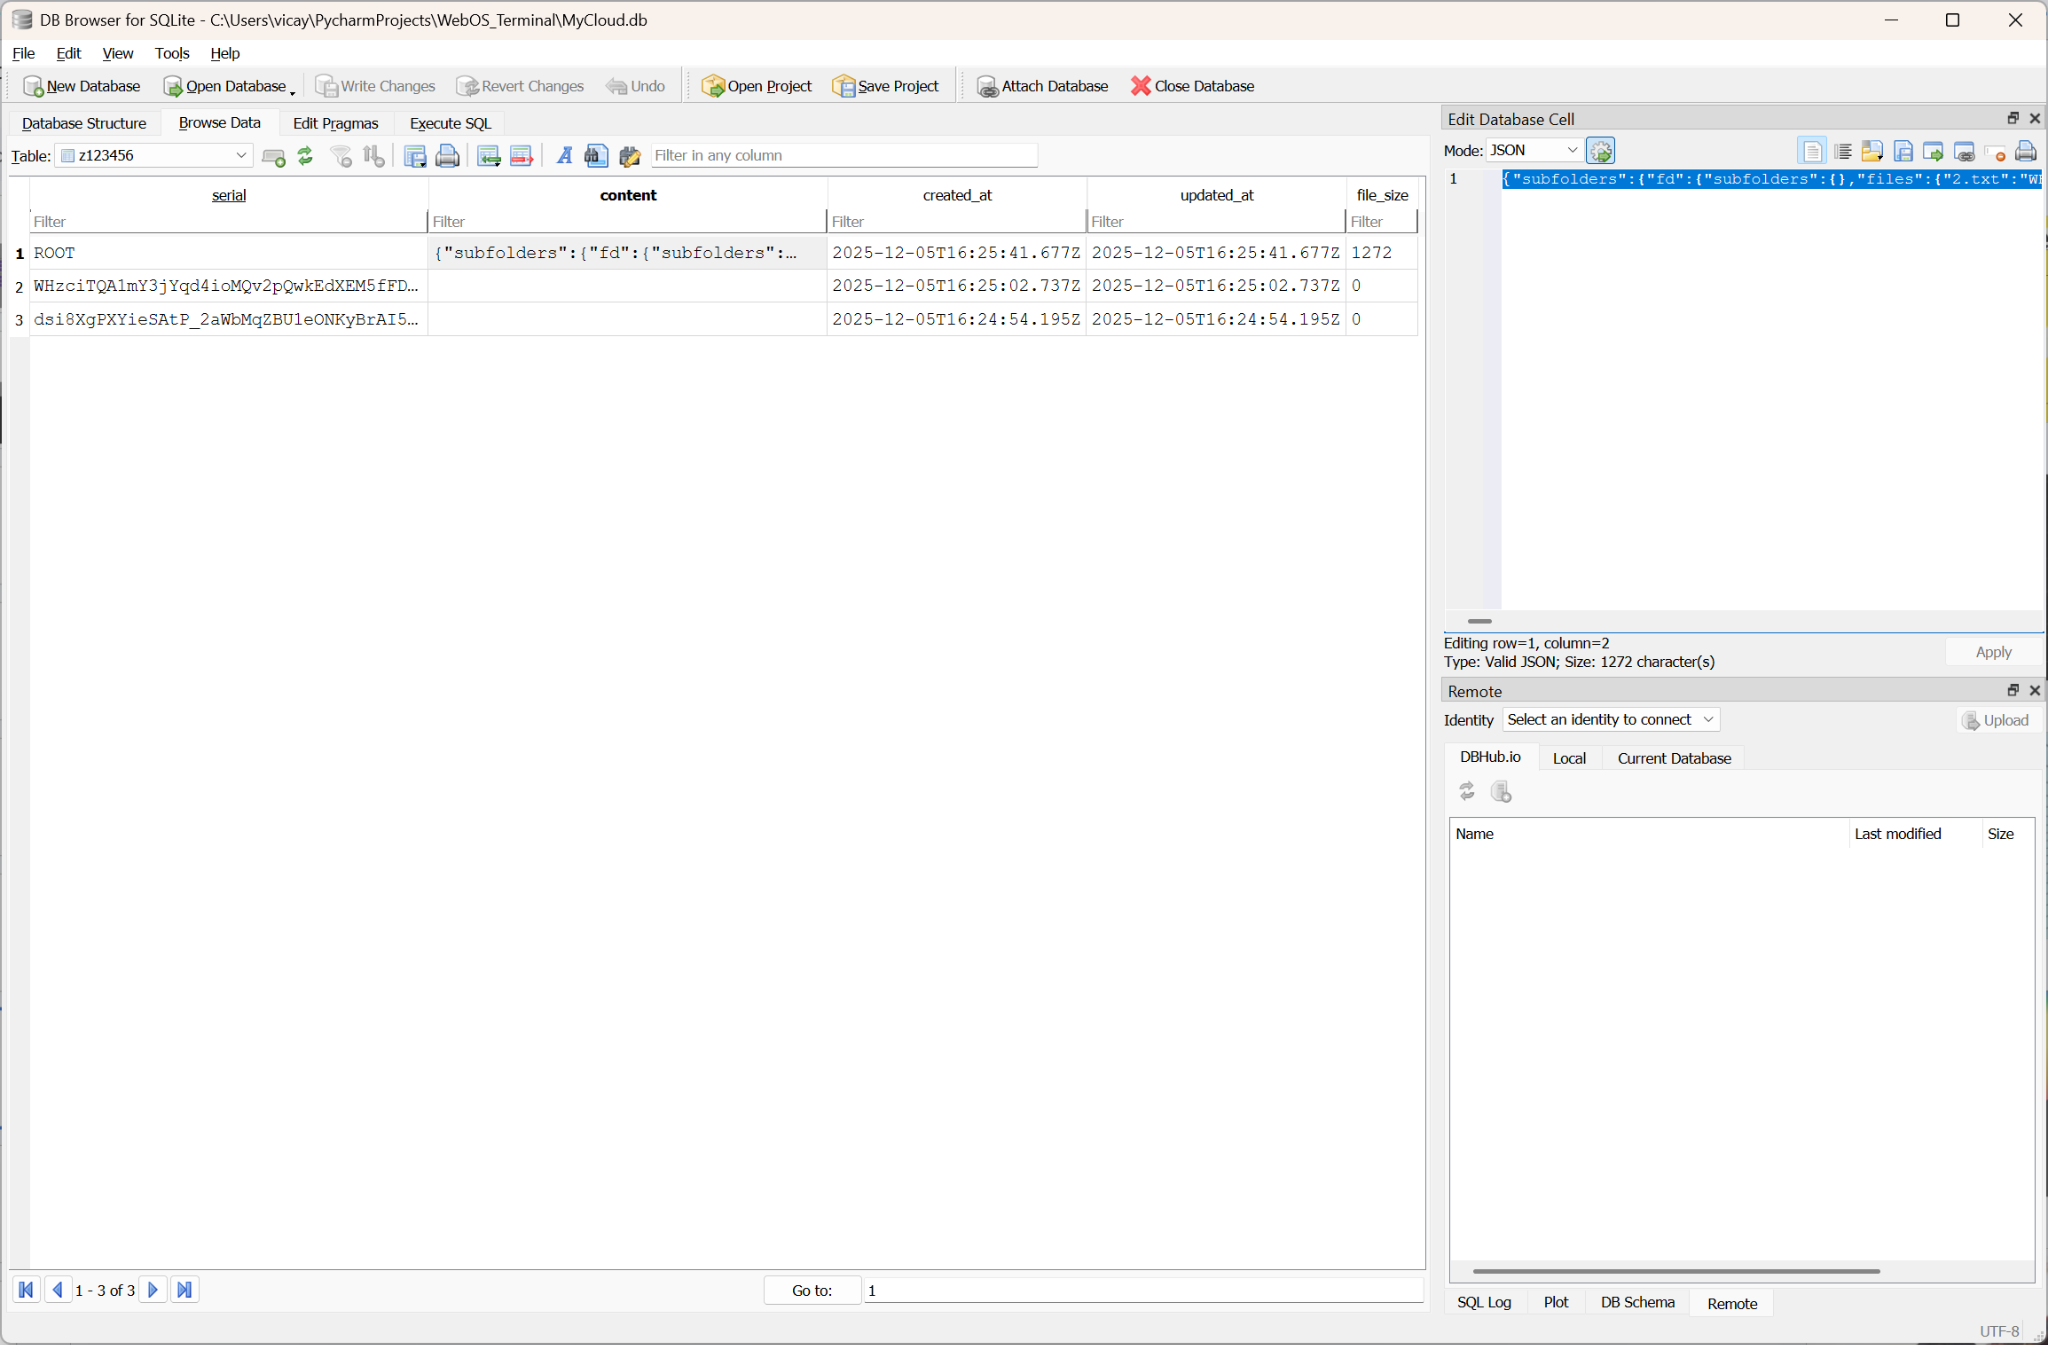 DB Browser for SQLite - C:\Users\vicay\PycharmProjects\WebOS_Terminal\MyCloud.db
File Edit View Tools Help
New Database Open Database Write Changes Revert Changes Undo Open Project Save Project Attach Database Close Database
Database Structure Browse Data Edit Pragmas Execute SQL
Table: z123456 Filter in any column
serial content created_at updated_at file_size
Filter Filter Filter Filter Filter
1 ROOT {"subfolders":{"fd":{"subfolders":… 2025-12-05T16:25:41.677Z 2025-12-05T16:25:41.677Z 1272
2 WHzciTQA1mY3jYqd4ioMQv2pQwkEdXEM5fFD… 2025-12-05T16:25:02.737Z 2025-12-05T16:25:02.737Z 0
3 dsi8XgPXYieSAtP_2aWbMqZBU1eONKyBrAI5… 2025-12-05T16:24:54.195Z 2025-12-05T16:24:54.195Z 0
1 - 3 of 3 Go to: 1
Edit Database Cell
Mode: JSON
1 {"subfolders":{"fd":{"subfolders":{},"files":{"2.txt":"WH
Editing row=1, column=2
Type: Valid JSON; Size: 1272 character(s)
Apply
Remote
Identity Select an identity to connect Upload
DBHub.io Local Current Database
Name Last modified Size
SQL Log Plot DB Schema Remote
UTF-8